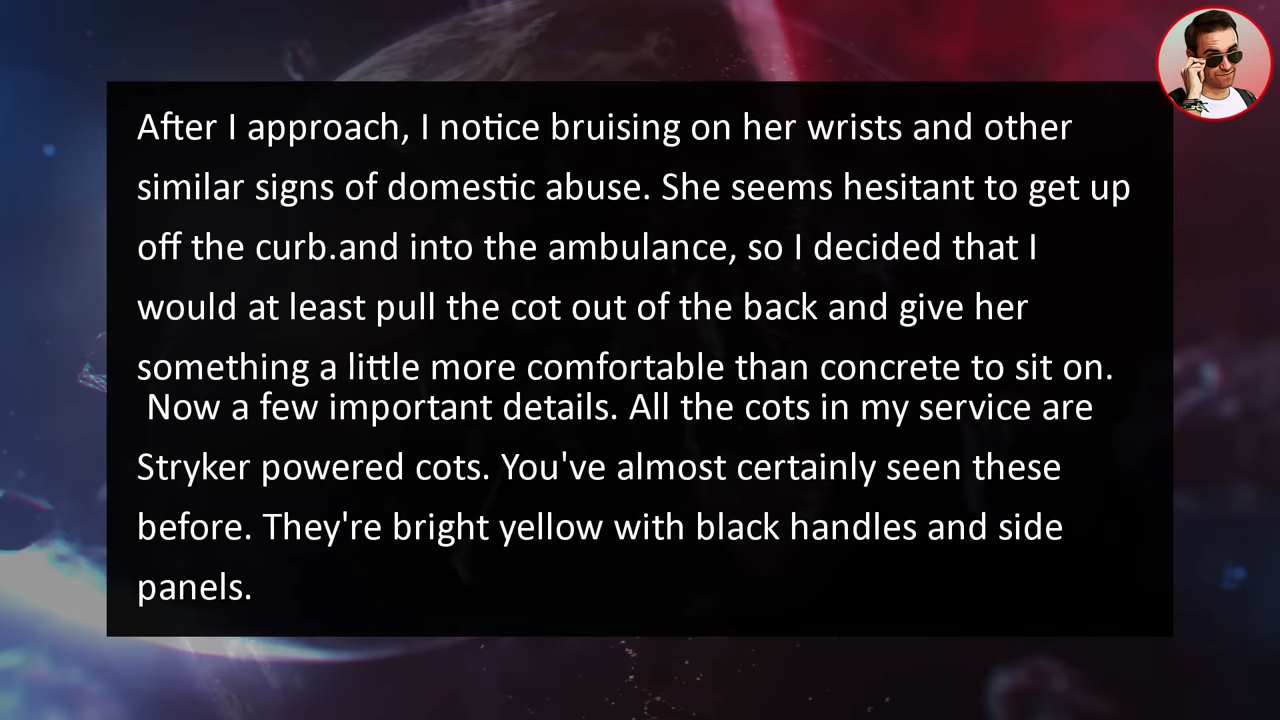 After I approach, I notice bruising on her wrists and other
similar signs of domestic abuse. She seems hesitant to get up
off the curb.and into the ambulance, so I decided that I
would at least pull the cot out of the back and give her
something a little more comfortable than concrete to sit on.
Now a few important details. All the cots in my service are
Stryker powered cots. You've almost certainly seen these
before. They're bright yellow with black handles and side
panels.